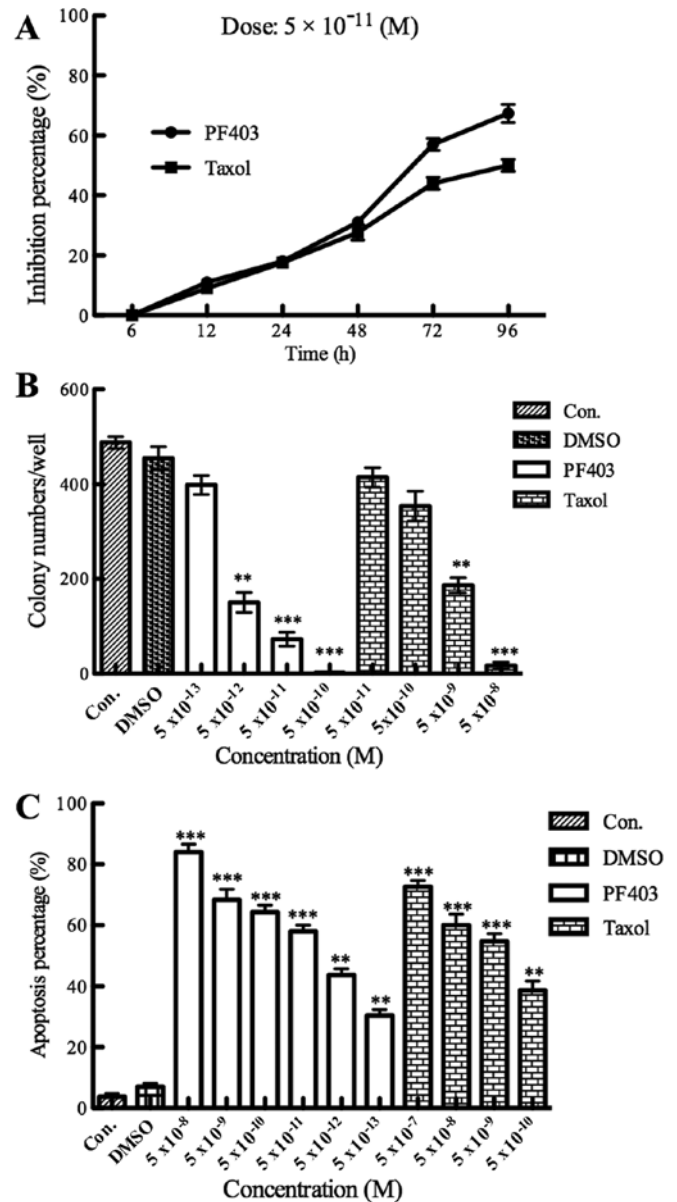 A
Dose: 5 × 10⁻¹¹ (M)
Inhibition percentage (%)
100
80
60
40
20
0
PF403
Taxol
6 12 24 48 72 96
Time (h)
B
Colony numbers/well
600
400
200
0
** *** *** ** ***
Con.
DMSO
PF403
Taxol
Con. DMSO 5 x10⁻¹³ 5 x10⁻¹² 5 x10⁻¹¹ 5 x10⁻¹⁰ 5 x10⁻¹¹ 5 x10⁻¹⁰ 5 x10⁻⁹ 5 x10⁻⁸
Concentration (M)
C
Apoptosis percentage (%)
100
80
60
40
20
0
*** *** *** *** ** ** *** *** *** **
Con.
DMSO
PF403
Taxol
Con. DMSO 5 x10⁻⁸ 5 x10⁻⁹ 5 x10⁻¹⁰ 5 x10⁻¹¹ 5 x10⁻¹² 5 x10⁻¹³ 5 x10⁻⁷ 5 x10⁻⁸ 5 x10⁻⁹ 5 x10⁻¹⁰
Concentration (M)